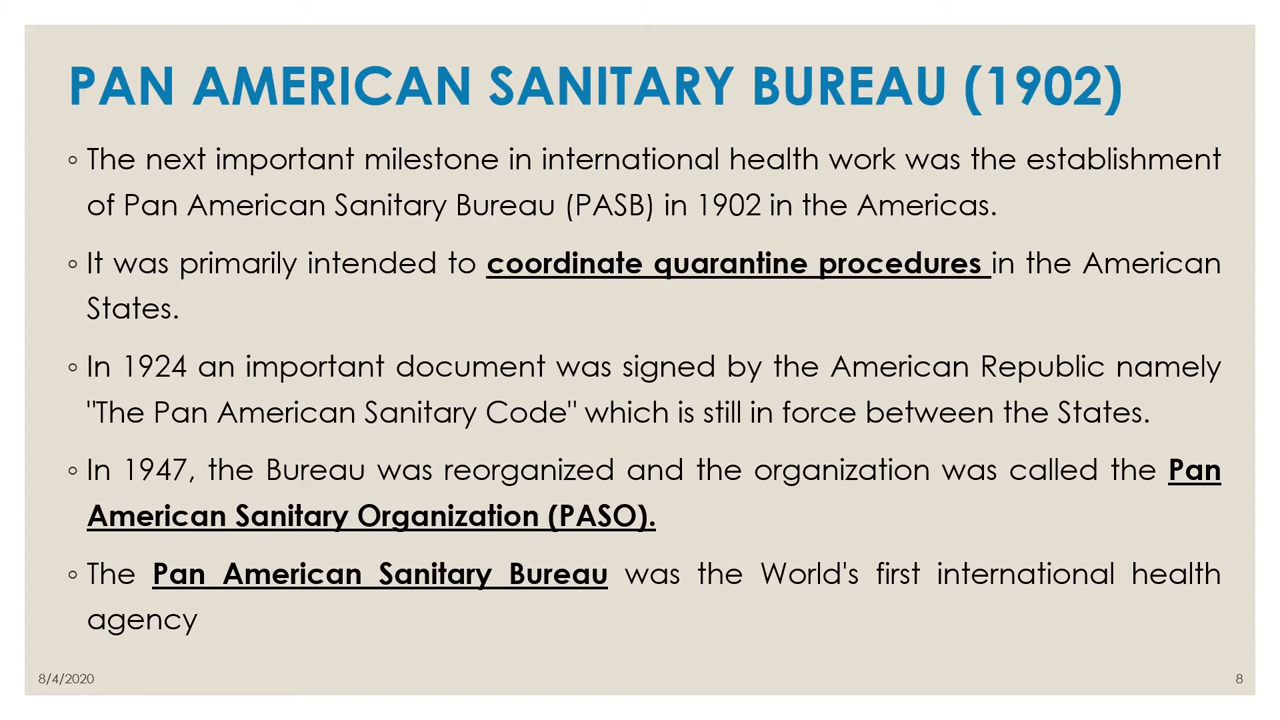 PAN AMERICAN SANITARY BUREAU (1902)
◦ The next important milestone in international health work was the establishment
of Pan American Sanitary Bureau (PASB) in 1902 in the Americas.
◦ It was primarily intended to coordinate quarantine procedures in the American
States.
◦ In 1924 an important document was signed by the American Republic namely
"The Pan American Sanitary Code" which is still in force between the States.
◦ In 1947, the Bureau was reorganized and the organization was called the Pan
American Sanitary Organization (PASO).
◦ The Pan American Sanitary Bureau was the World's first international health
agency
8/4/2020
8